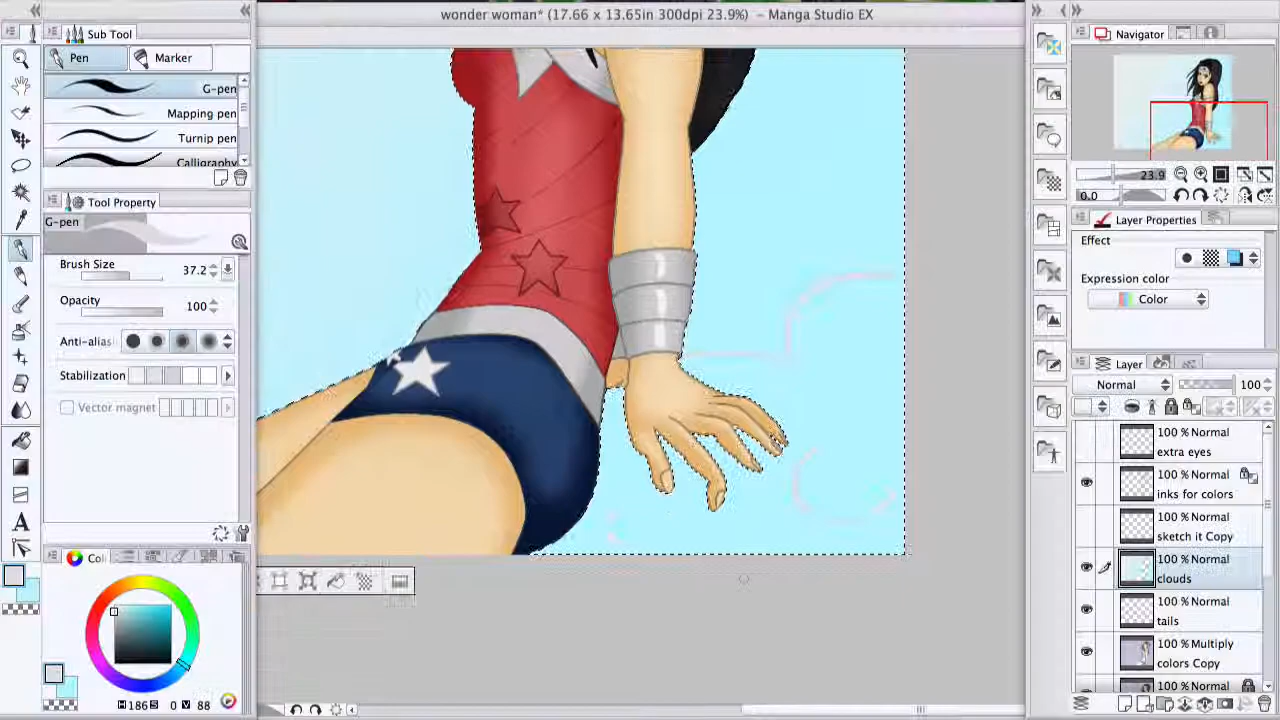 wonder woman* (17.66 x 13.65in 300dpi 23.9%) – Manga Studio EX
Sub Tool
Pen
Marker
G-pen
Mapping pen
Turnip pen
Calligraphy
Tool Property
G-pen
Brush Size
37.2
Opacity
100
Anti-alias
Stabilization
Vector magnet
Col
H 186 S 0 V 88
Navigator
23.9
0.0
Layer Properties
Effect
Expression color
Color
Layer
Normal
100
100 % Normal
extra eyes
100 % Normal
inks for colors
100 % Normal
sketch it Copy
100 % Normal
clouds
100 % Normal
tails
100 % Multiply
colors Copy
100 % Normal